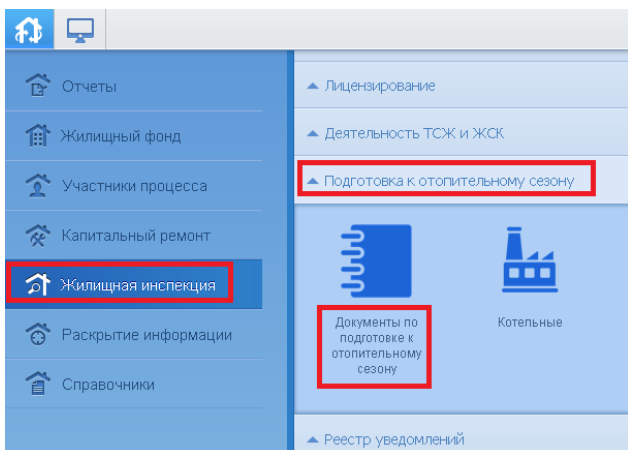 Отчеты
Жилищный фонд
Участники процесса
Капитальный ремонт
Жилищная инспекция
Раскрытие информации
Справочники
Лицензирование
Деятельность ТСЖ и ЖСК
Подготовка к отопительному сезону
Документы по
подготовке к
отопительному
сезону
Котельные
Реестр уведомлений